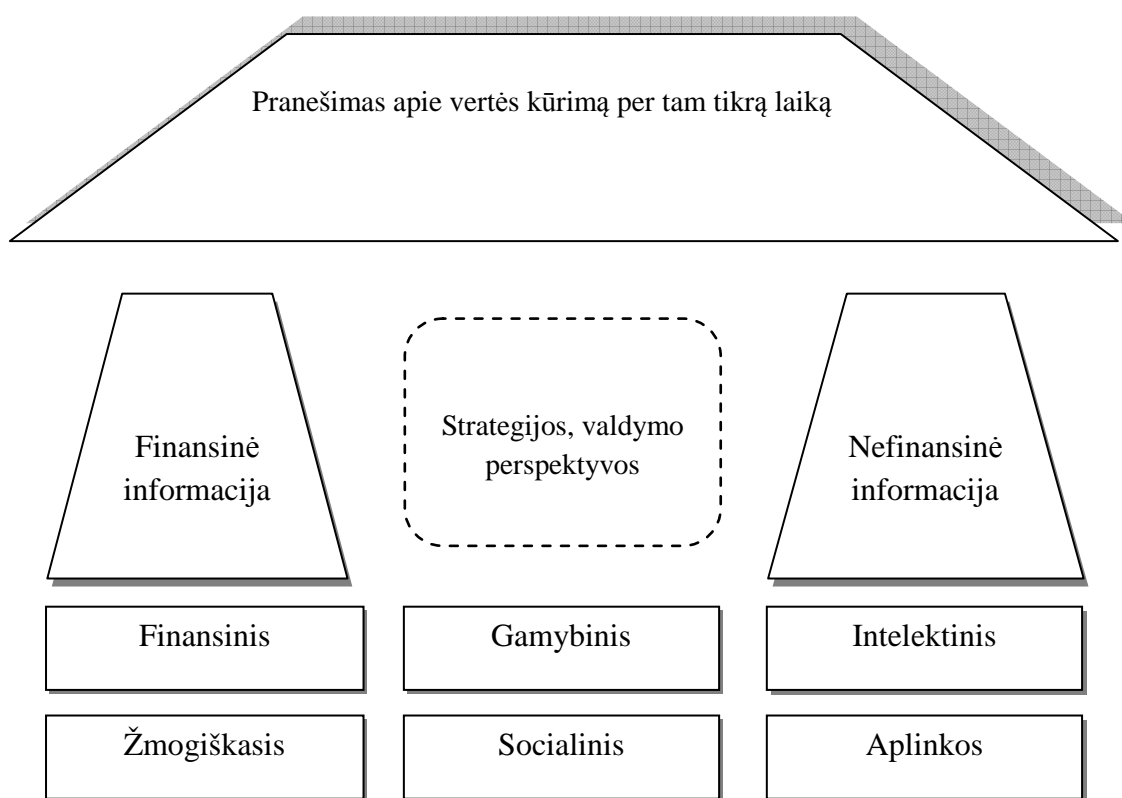 Pranešimas apie vertės kūrimą per tam tikrą laiką
Finansinė
informacija
Strategijos, valdymo
perspektyvos
Nefinansinė
informacija
Finansinis
Gamybinis
Intelektinis
Žmogiškasis
Socialinis
Aplinkos